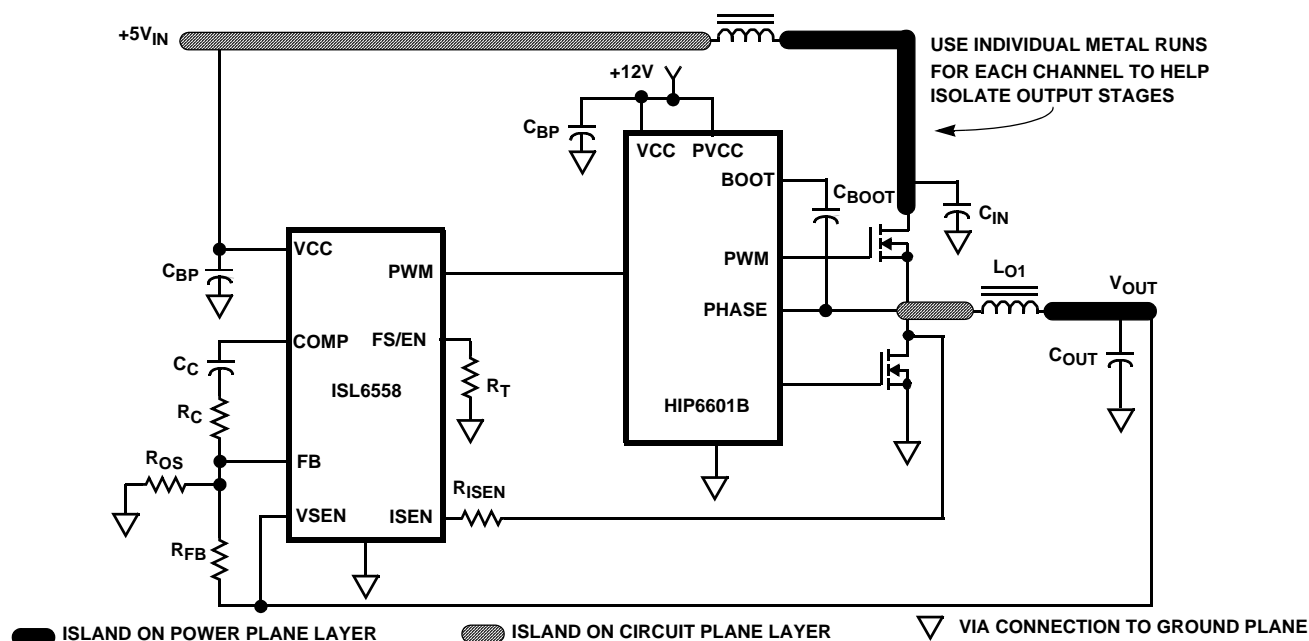 +5VIN
USE INDIVIDUAL METAL RUNS
FOR EACH CHANNEL TO HELP
ISOLATE OUTPUT STAGES
+12V
CBP
VCC PVCC
BOOT
CBOOT
CIN
VCC
CBP
PWM
PWM
LO1
VOUT
PHASE
COMP
FS/EN
CC
RT
COUT
ISL6558
HIP6601B
RC
ROS
FB
RISEN
VSEN
ISEN
RFB
ISLAND ON POWER PLANE LAYER
ISLAND ON CIRCUIT PLANE LAYER
VIA CONNECTION TO GROUND PLANE